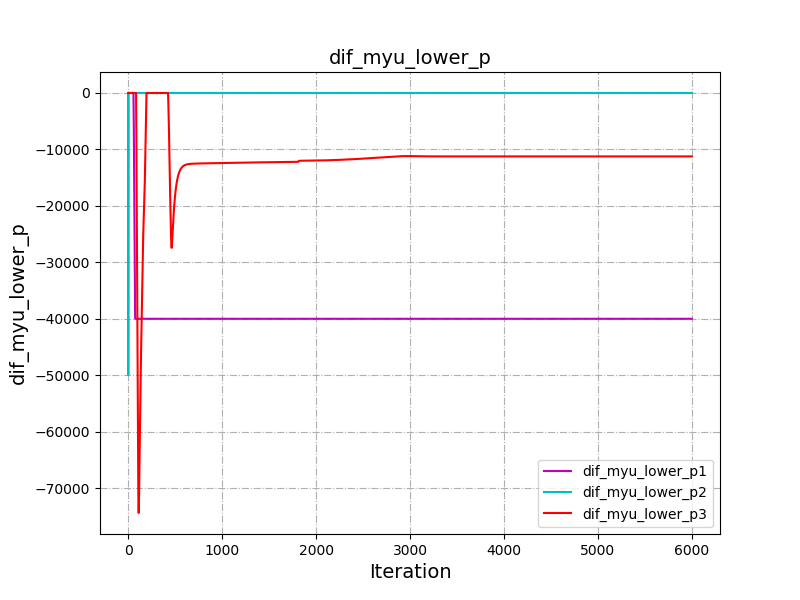 dif_myu_lower_p
0
−10000
−20000
−30000
−40000
−50000
−60000
−70000
dif_myu_lower_p
dif_myu_lower_p1
dif_myu_lower_p2
dif_myu_lower_p3
0 1000 2000 3000 4000 5000 6000
Iteration